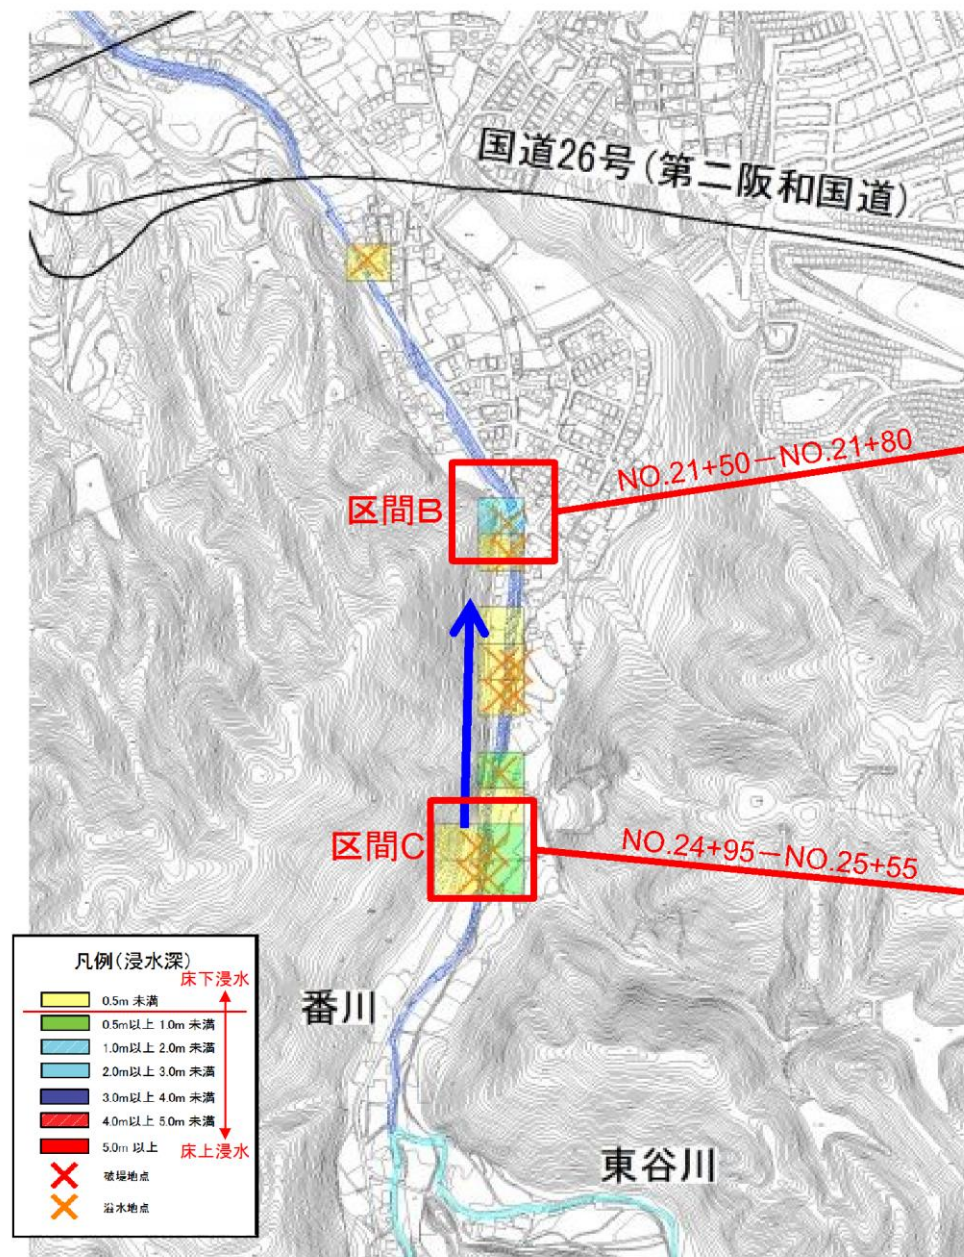 国道26号(第二阪和国道)
NO.21+50－NO.21+80
区間B
区間C
NO.24+95－NO.25+55
凡例(浸水深)
床下浸水
0.5m 未満
0.5m以上 1.0m 未満
1.0m以上 2.0m 未満
2.0m以上 3.0m 未満
3.0m以上 4.0m 未満
4.0m以上 5.0m 未満
5.0m 以上
床上浸水
破堤地点
溢水地点
番川
東谷川